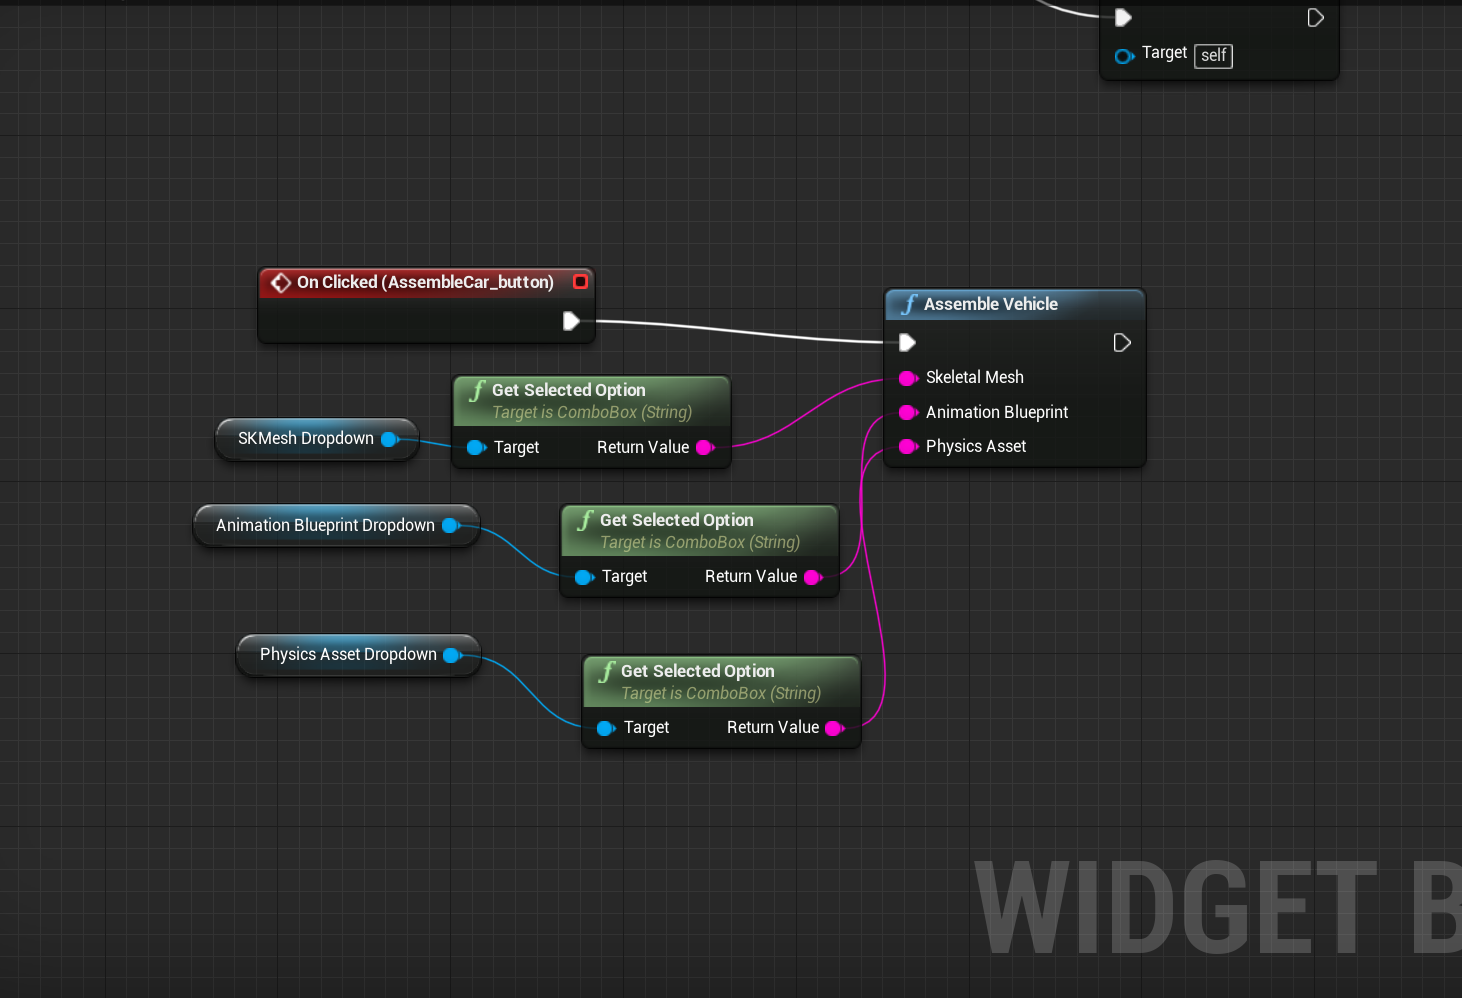 Target self
On Clicked (AssembleCar_button)
Assemble Vehicle
Skeletal Mesh
Animation Blueprint
Physics Asset
Get Selected Option
Target is ComboBox (String)
Target Return Value
SKMesh Dropdown
Get Selected Option
Target is ComboBox (String)
Target Return Value
Animation Blueprint Dropdown
Get Selected Option
Target is ComboBox (String)
Target Return Value
Physics Asset Dropdown
WIDGET B